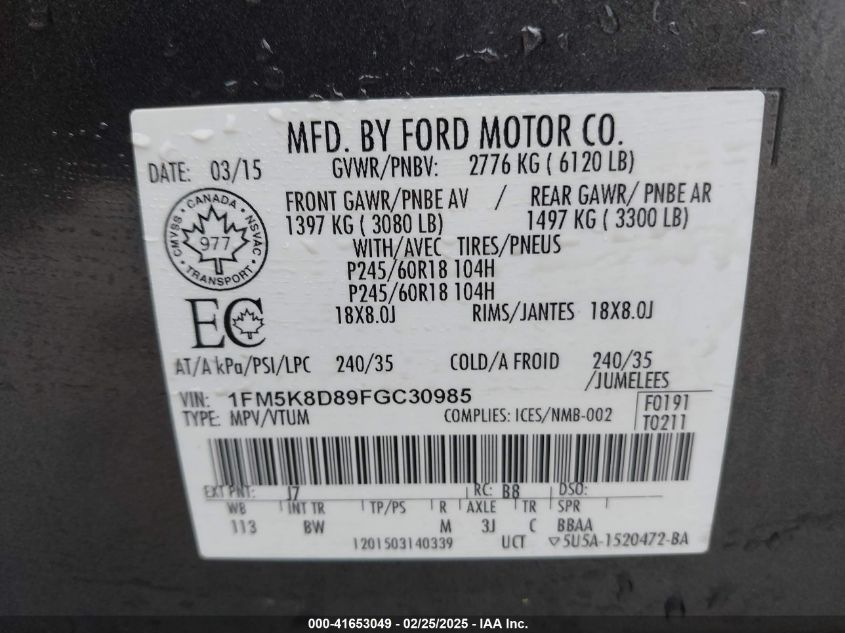 MFD. BY FORD MOTOR CO.
DATE: 03/15 GVWR/PNBV: 2776 KG ( 6120 LB)
FRONT GAWR/PNBE AV / REAR GAWR/ PNBE AR
1397 KG ( 3080 LB) 1497 KG ( 3300 LB)
WITH/AVEC TIRES/PNEUS
P245/60R18 104H
P245/60R18 104H
18X8.0J RIMS/JANTES 18X8.0J
CANADA
CMVSS NSVAC
977
TRANSPORT
EC
AT/A kPa/PSI/LPC 240/35 COLD/A FROID 240/35
/JUMELEES
VIN: 1FM5K8D89FGC30985
TYPE: MPV/VTUM COMPLIES: ICES/NMB-002
F0191
T0211
EXT PNT: J7 RC: B8 DSO:
WB INT TR TP/PS R AXLE TR SPR
113 BW M 3J C BBAA
1201503140339 UCT ▽5U5A-1520472-BA
000-41653049 - 02/25/2025 - IAA Inc.